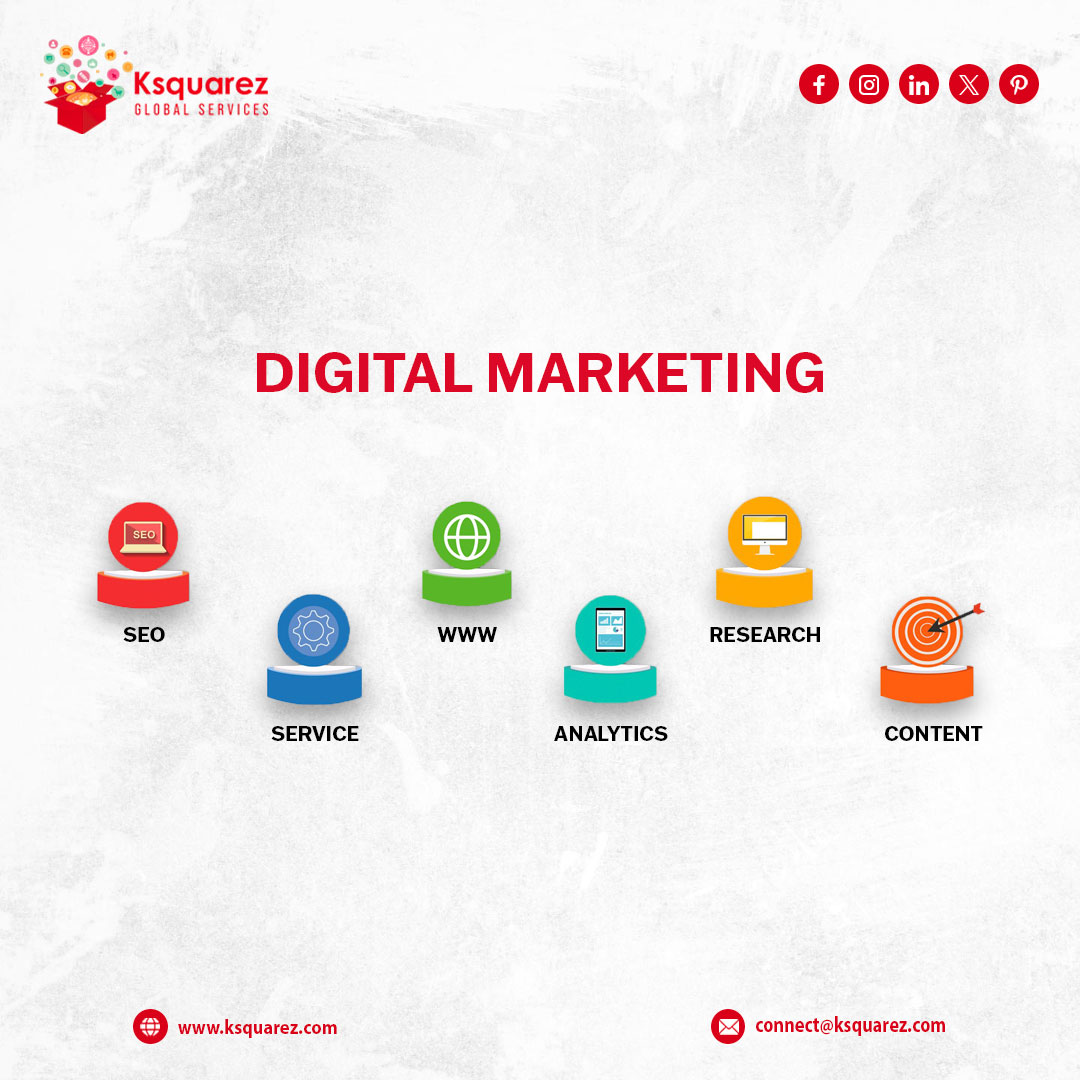 Ksquarez
GLOBAL SERVICES
DIGITAL MARKETING
SEO
SEO
WWW
RESEARCH
SERVICE
ANALYTICS
CONTENT
www.ksquarez.com
connect@ksquarez.com